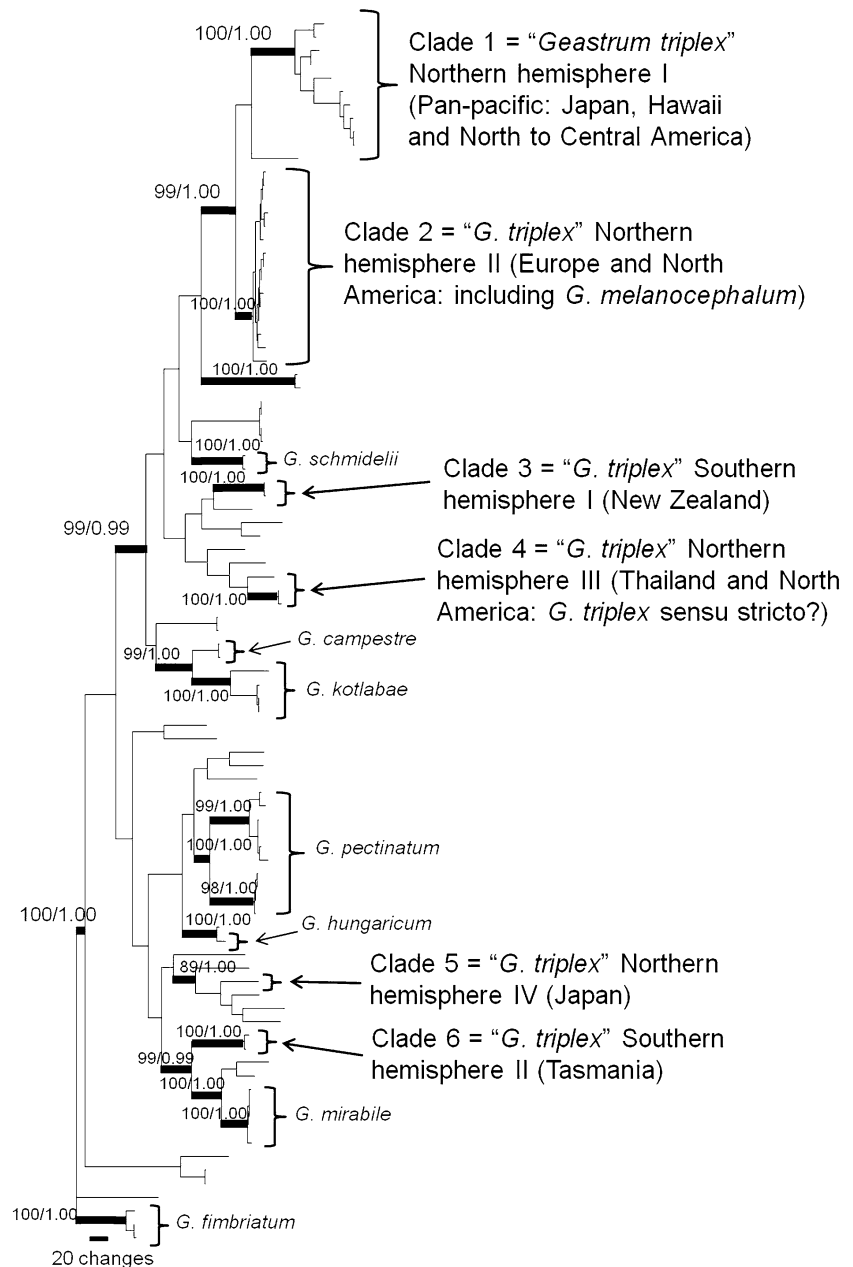 100/1.00
Clade 1 = “Geastrum triplex”
Northern hemisphere I
(Pan-pacific: Japan, Hawaii
and North to Central America)
99/1.00
Clade 2 = “G. triplex” Northern
hemisphere II (Europe and North
America: including G. melanocephalum)
100/1.00
100/1.00
100/1.00
G. schmidelii
100/1.00
Clade 3 = “G. triplex” Southern
hemisphere I (New Zealand)
99/0.99
Clade 4 = “G. triplex” Northern
hemisphere III (Thailand and North
America: G. triplex sensu stricto?)
100/1.00
G. campestre
99/1.00
100/1.00
G. kotlabae
99/1.00
100/1.00
G. pectinatum
98/1.00
100/1.00
100/1.00
G. hungaricum
89/1.00
Clade 5 = “G. triplex” Northern
hemisphere IV (Japan)
100/1.00
Clade 6 = “G. triplex” Southern
hemisphere II (Tasmania)
99/0.99
100/1.00
100/1.00
G. mirabile
100/1.00
G. fimbriatum
20 changes